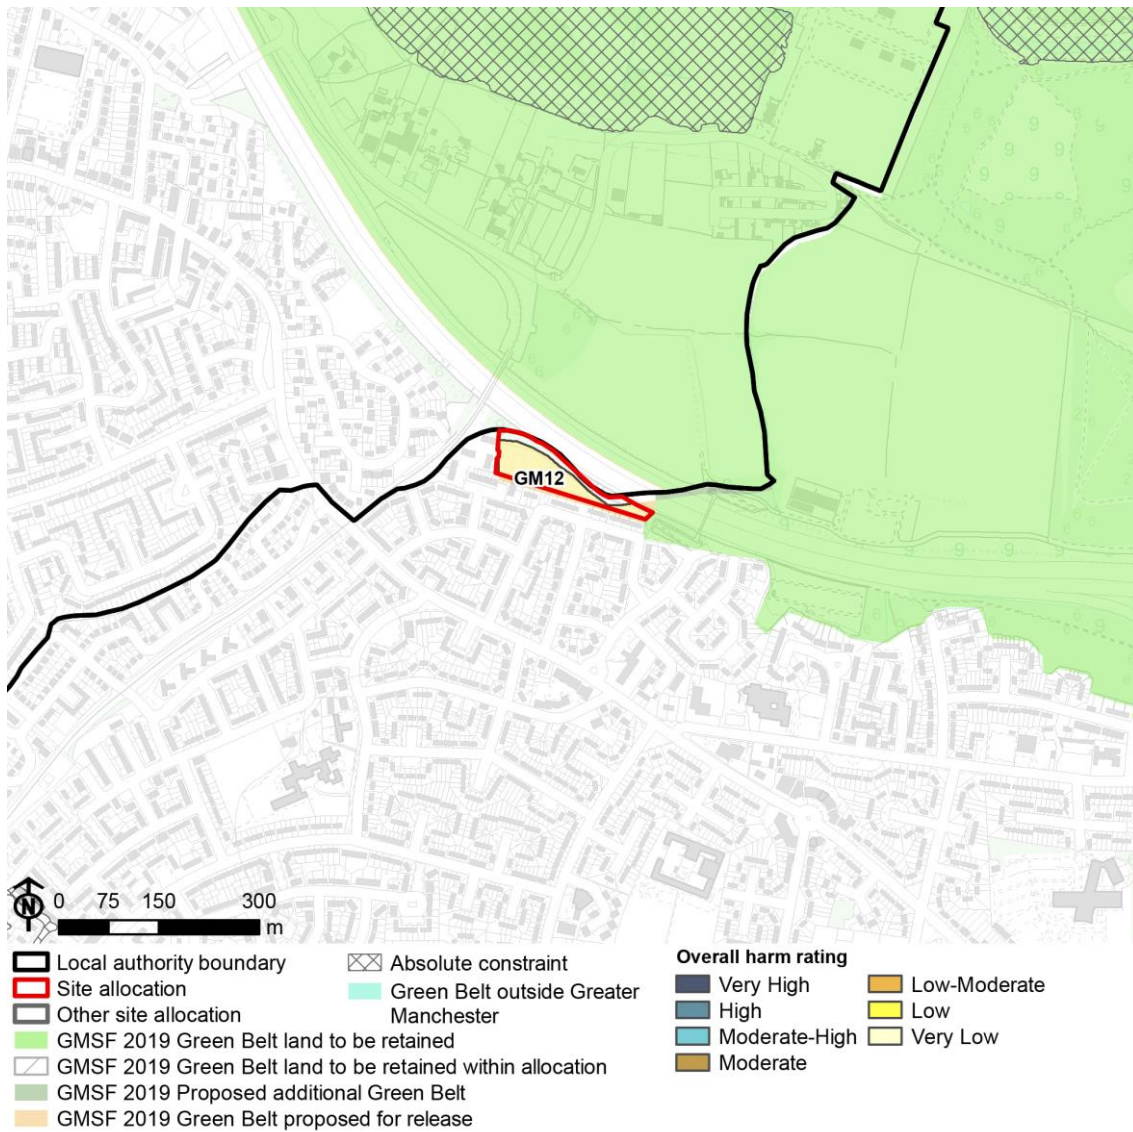 GM12
N
0 75 150 300
m
Local authority boundary
Site allocation
Other site allocation
GMSF 2019 Green Belt land to be retained
GMSF 2019 Green Belt land to be retained within allocation
GMSF 2019 Proposed additional Green Belt
GMSF 2019 Green Belt proposed for release
Absolute constraint
Green Belt outside Greater
Manchester
Overall harm rating
Very High
High
Moderate-High
Moderate
Low-Moderate
Low
Very Low